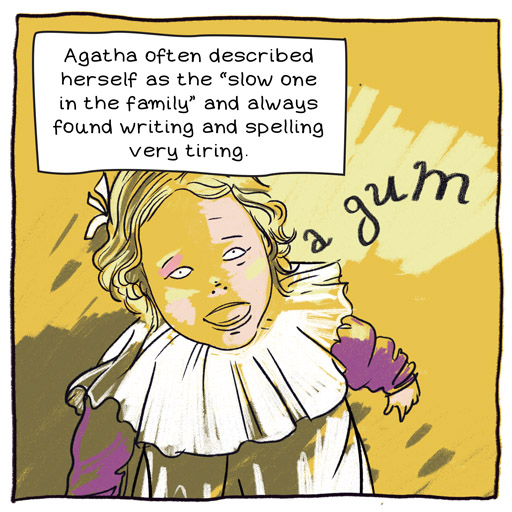 Agatha often described
herself as the “slow one
in the family” and always
found writing and spelling
very tiring.
a gum